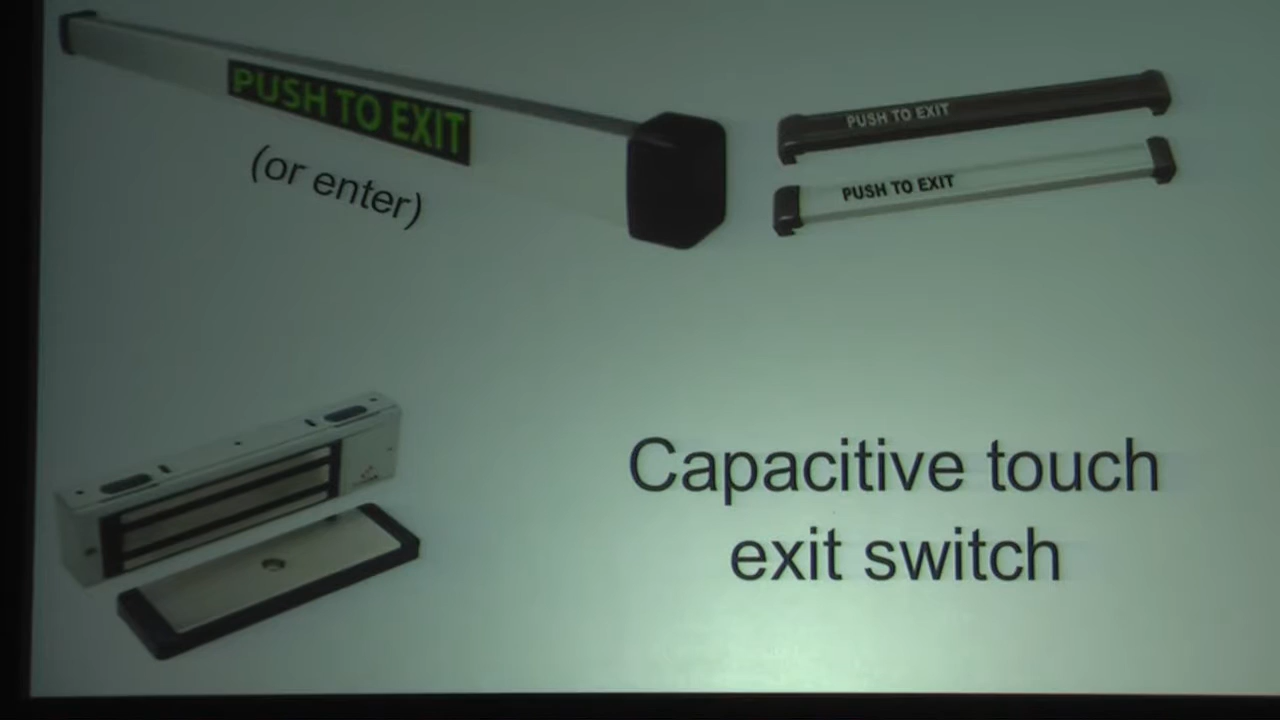 PUSH TO EXIT
(or enter)
PUSH TO EXIT
PUSH TO EXIT
Capacitive touch
exit switch